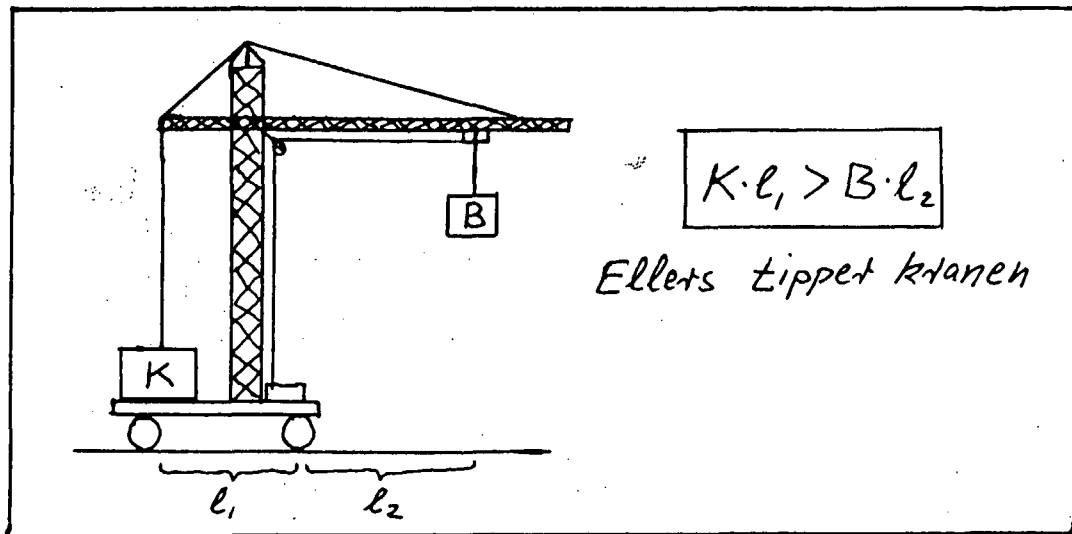 K·l₁ > B·l₂
Ellers tipper kranen
B
K
l₁ l₂